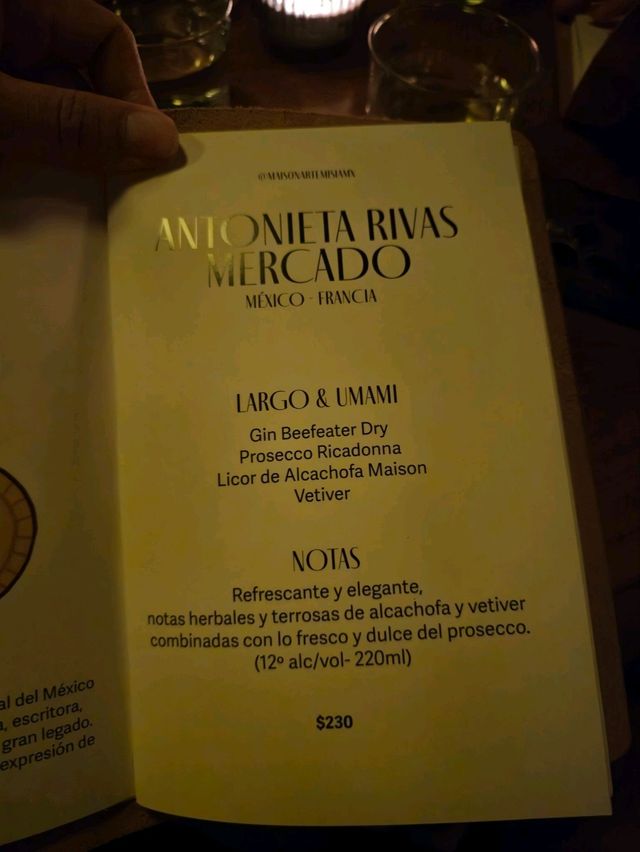 @MAISONARTEMISIAMX
ANTONIETA RIVAS
MERCADO
MÉXICO - FRANCIA
LARGO & UMAMI
Gin Beefeater Dry
Prosecco Ricadonna
Licor de Alcachofa Maison
Vetiver
NOTAS
Refrescante y elegante,
notas herbales y terrosas de alcachofa y vetiver
combinadas con lo fresco y dulce del prosecco.
(12º alc/vol- 220ml)
$230
al del México
a, escritora,
gran legado.
expresión de